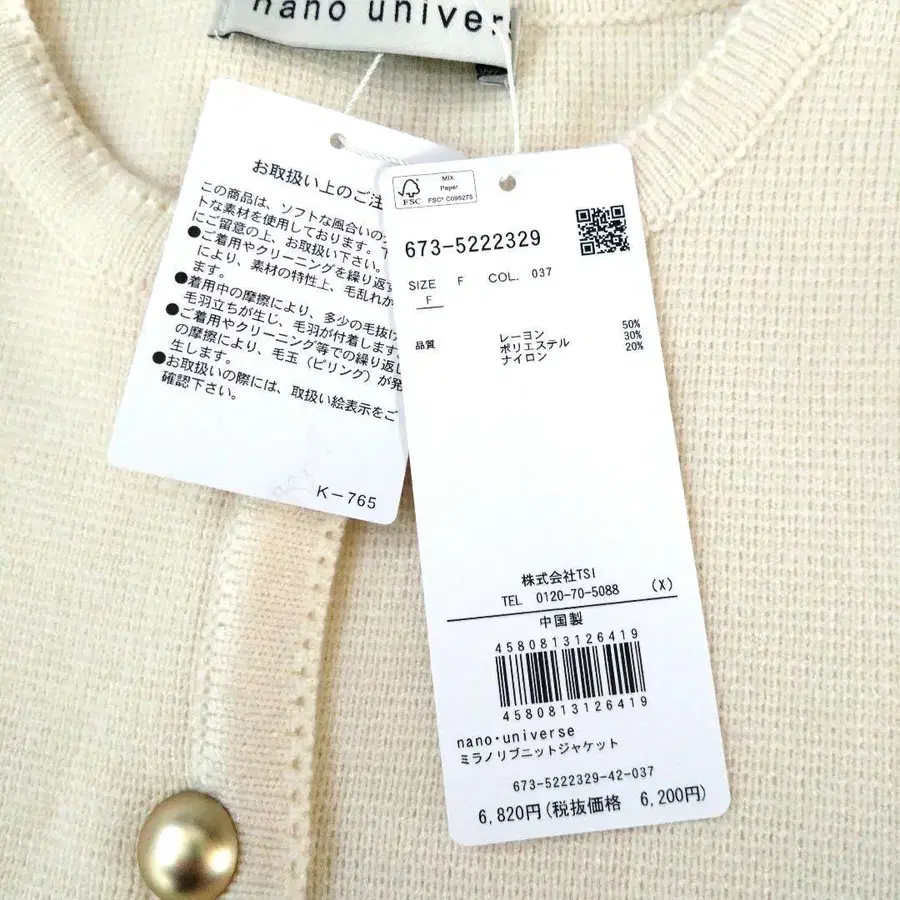 nano univers
お取扱い上のご注
この商品は、ソフトな風合いの
トな素材を使用しております。
にご留意の上、お取扱い下さい。
●ご着用やクリーニングを繰り返す
により、素材の特性上、毛乱れが
ます。
●着用中の摩擦により、多少の毛抜け
毛羽立ちが生じ、毛羽が付着します。
●ご着用やクリーニング等での繰り返し
の摩擦により、毛玉（ピリング）が発
生します。
●お取扱いの際には、取扱い絵表示をご
確認下さい。
K-765
FSC
MIX
Paper
FSC® C095275
673-5222329
SIZE F COL. 037
F
品質 レーヨン 50%
ポリエステル 30%
ナイロン 20%
株式会社TSI
TEL 0120-70-5088 (X)
中国製
4580813126419
4580813126419
nano・universe
ミラノリブニットジャケット
673-5222329-42-037
6,820円(税抜価格 6,200円)